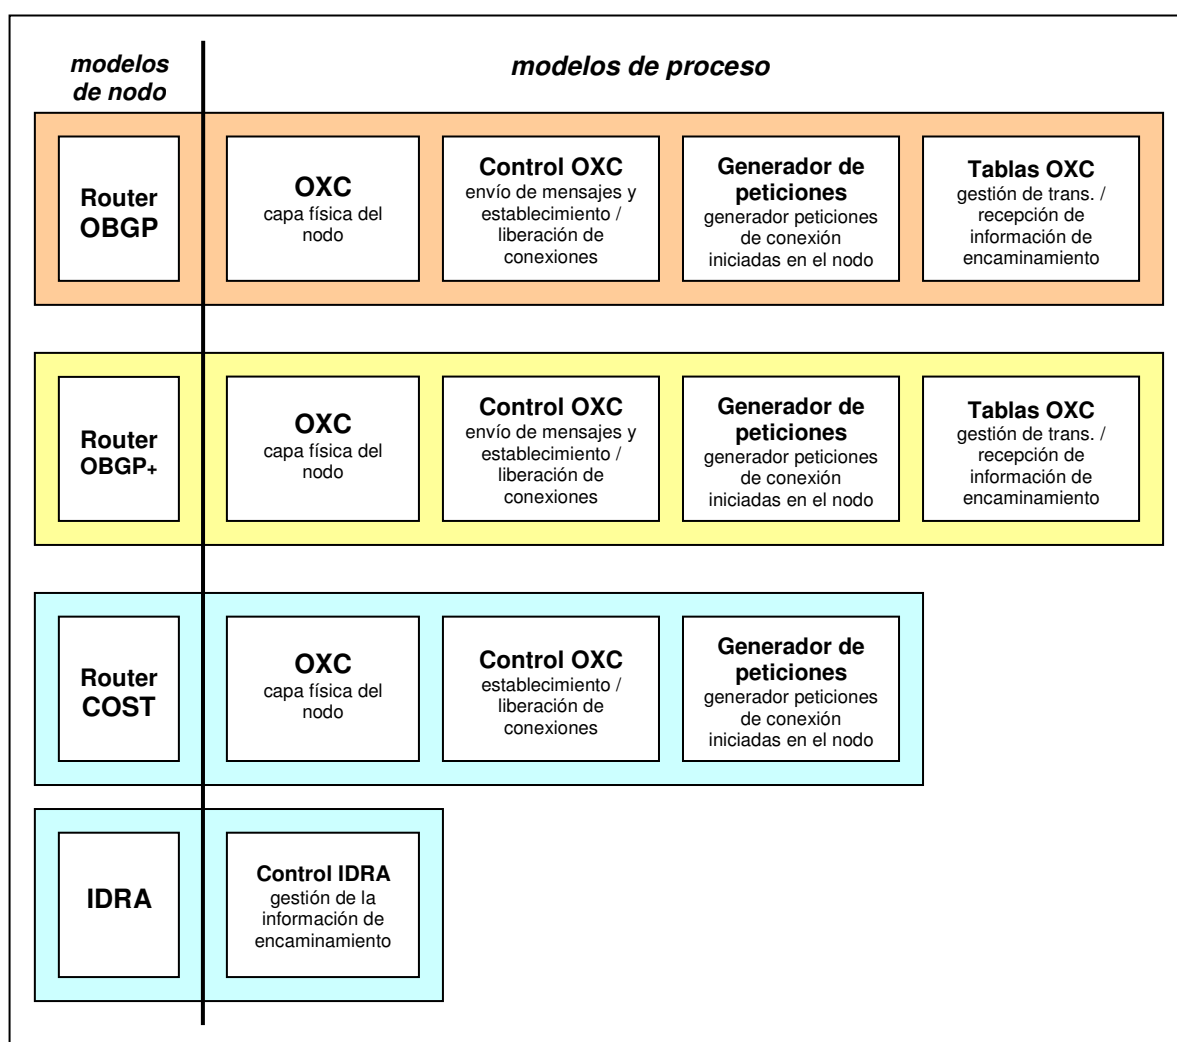 modelos
de nodo
modelos de proceso
Router
OBGP
OXC
capa física del
nodo
Control OXC
envío de mensajes y
establecimiento /
liberación de
conexiones
Generador de
peticiones
generador peticiones
de conexión
iniciadas en el nodo
Tablas OXC
gestión de trans. /
recepción de
información de
encaminamiento
Router
OBGP+
OXC
capa física del
nodo
Control OXC
envío de mensajes y
establecimiento /
liberación de
conexiones
Generador de
peticiones
generador peticiones
de conexión
iniciadas en el nodo
Tablas OXC
gestión de trans. /
recepción de
información de
encaminamiento
Router
COST
OXC
capa física del
nodo
Control OXC
establecimiento /
liberación de
conexiones
Generador de
peticiones
generador peticiones
de conexión
iniciadas en el nodo
IDRA
Control IDRA
gestión de la
información de
encaminamiento